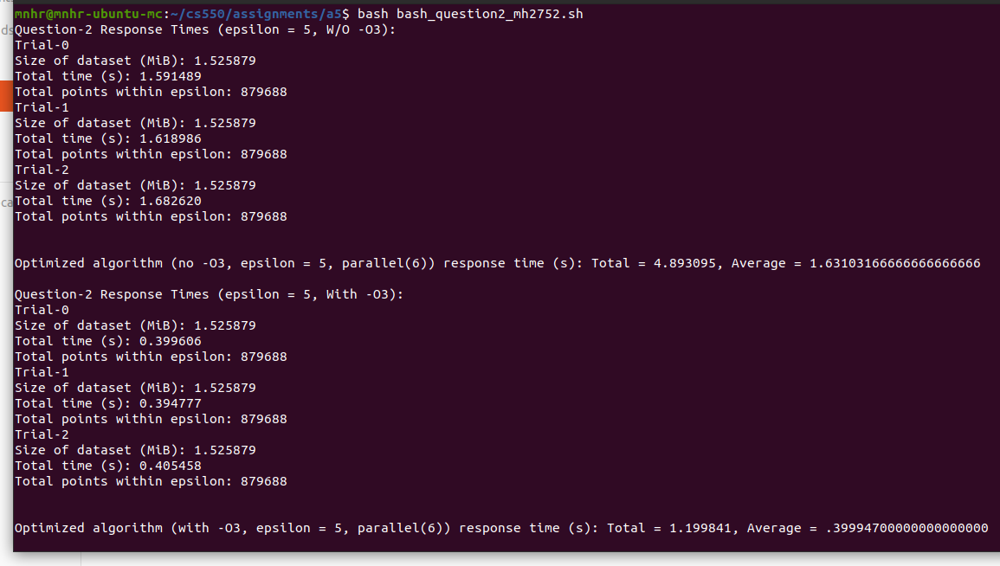 mnhr@mnhr-ubuntu-mc:~/cs550/assignments/a5$ bash bash_question2_mh2752.sh
Question-2 Response Times (epsilon = 5, W/O -O3):
Trial-0
Size of dataset (MiB): 1.525879
Total time (s): 1.591489
Total points within epsilon: 879688
Trial-1
Size of dataset (MiB): 1.525879
Total time (s): 1.618986
Total points within epsilon: 879688
Trial-2
Size of dataset (MiB): 1.525879
Total time (s): 1.682620
Total points within epsilon: 879688
Optimized algorithm (no -O3, epsilon = 5, parallel(6)) response time (s): Total = 4.893095, Average = 1.63103166666666666666
Question-2 Response Times (epsilon = 5, With -O3):
Trial-0
Size of dataset (MiB): 1.525879
Total time (s): 0.399606
Total points within epsilon: 879688
Trial-1
Size of dataset (MiB): 1.525879
Total time (s): 0.394777
Total points within epsilon: 879688
Trial-2
Size of dataset (MiB): 1.525879
Total time (s): 0.405458
Total points within epsilon: 879688
Optimized algorithm (with -O3, epsilon = 5, parallel(6)) response time (s): Total = 1.199841, Average = .39994700000000000000